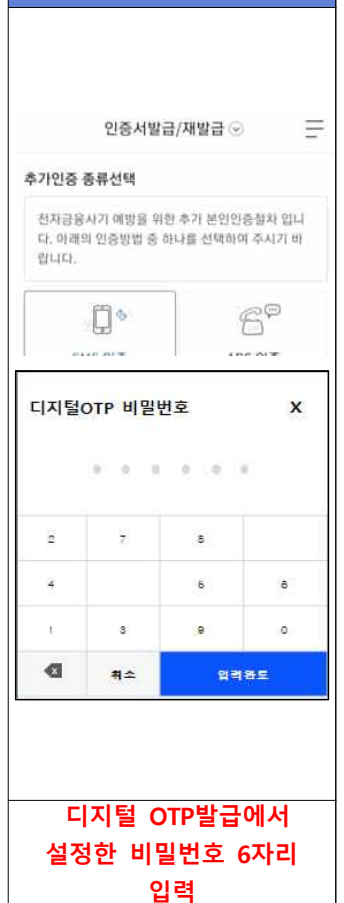 인증서발급/재발급
추가인증 종류선택
전자금융사기 예방을 위한 추가 본인인증절차 입니
다. 아래의 인증방법 중 하나를 선택하여 주시기 바
랍니다.
디지털OTP 비밀번호 X
2 7
4 5
1 3 9 0
취소 입력완료
디지털 OTP발급에서
설정한 비밀번호 6자리
입력